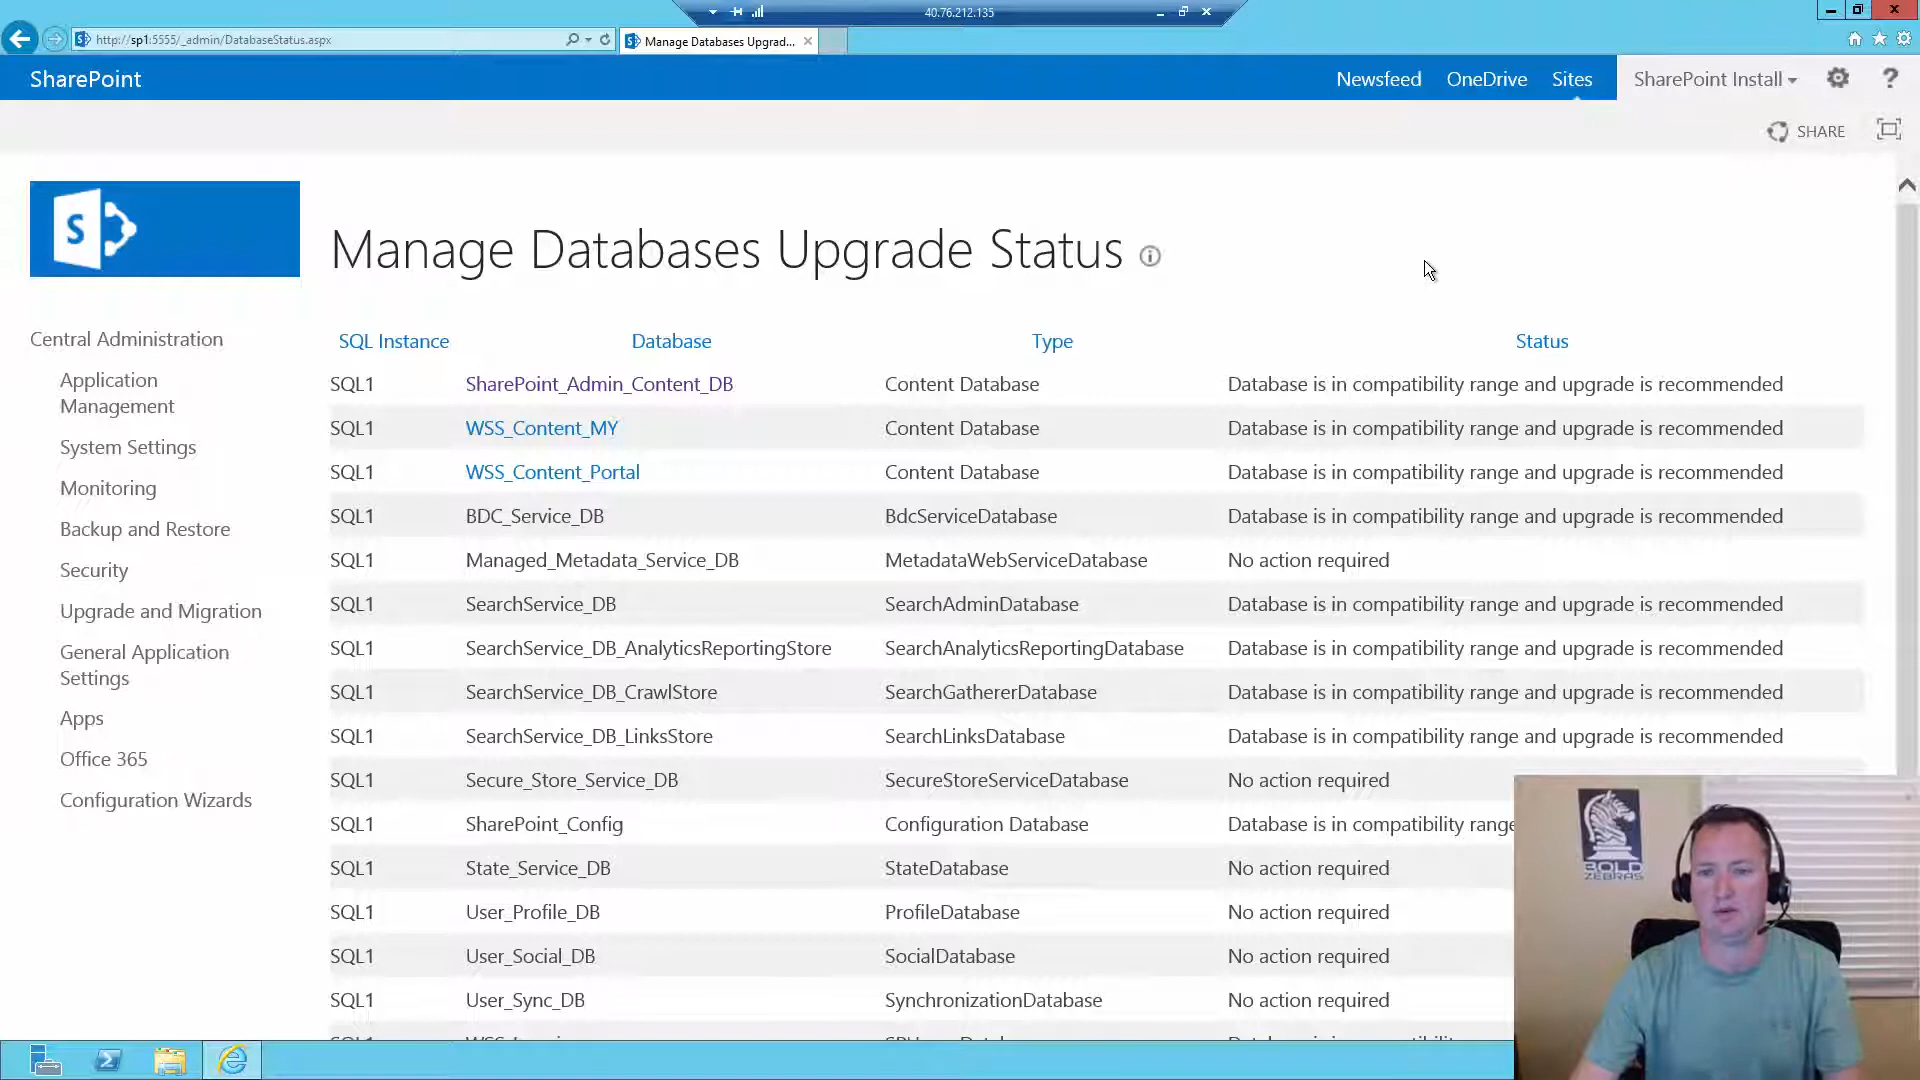 40.76.212.135
http://sp1:5555/_admin/DatabaseStatus.aspx
Manage Databases Upgrad...
SharePoint
Newsfeed OneDrive Sites SharePoint Install ?
SHARE
S
Manage Databases Upgrade Status
Central Administration
Application
Management
System Settings
Monitoring
Backup and Restore
Security
Upgrade and Migration
General Application
Settings
Apps
Office 365
Configuration Wizards
SQL Instance Database Type Status
SQL1 SharePoint_Admin_Content_DB Content Database Database is in compatibility range and upgrade is recommended
SQL1 WSS_Content_MY Content Database Database is in compatibility range and upgrade is recommended
SQL1 WSS_Content_Portal Content Database Database is in compatibility range and upgrade is recommended
SQL1 BDC_Service_DB BdcServiceDatabase Database is in compatibility range and upgrade is recommended
SQL1 Managed_Metadata_Service_DB MetadataWebServiceDatabase No action required
SQL1 SearchService_DB SearchAdminDatabase Database is in compatibility range and upgrade is recommended
SQL1 SearchService_DB_AnalyticsReportingStore SearchAnalyticsReportingDatabase Database is in compatibility range and upgrade is recommended
SQL1 SearchService_DB_CrawlStore SearchGathererDatabase Database is in compatibility range and upgrade is recommended
SQL1 SearchService_DB_LinksStore SearchLinksDatabase Database is in compatibility range and upgrade is recommended
SQL1 Secure_Store_Service_DB SecureStoreServiceDatabase No action required
SQL1 SharePoint_Config Configuration Database Database is in compatibility range
SQL1 State_Service_DB StateDatabase No action required
SQL1 User_Profile_DB ProfileDatabase No action required
SQL1 User_Social_DB SocialDatabase No action required
SQL1 User_Sync_DB SynchronizationDatabase No action required
BOLD
ZEBRAS